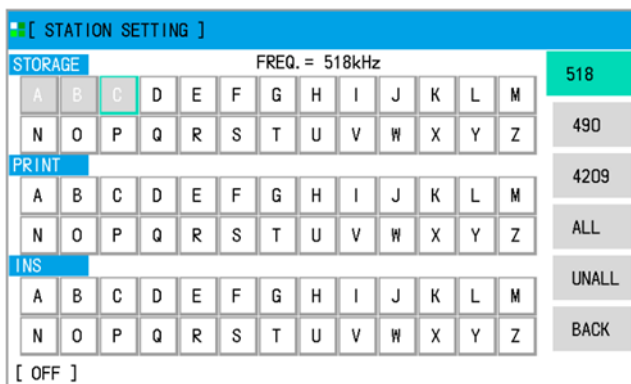 [ STATION SETTING ]
STORAGE FREQ. = 518kHz
A B C D E F G H I J K L M
N O P Q R S T U V W X Y Z
PRINT
A B C D E F G H I J K L M
N O P Q R S T U V W X Y Z
INS
A B C D E F G H I J K L M
N O P Q R S T U V W X Y Z
[ OFF ]
518
490
4209
ALL
UNALL
BACK